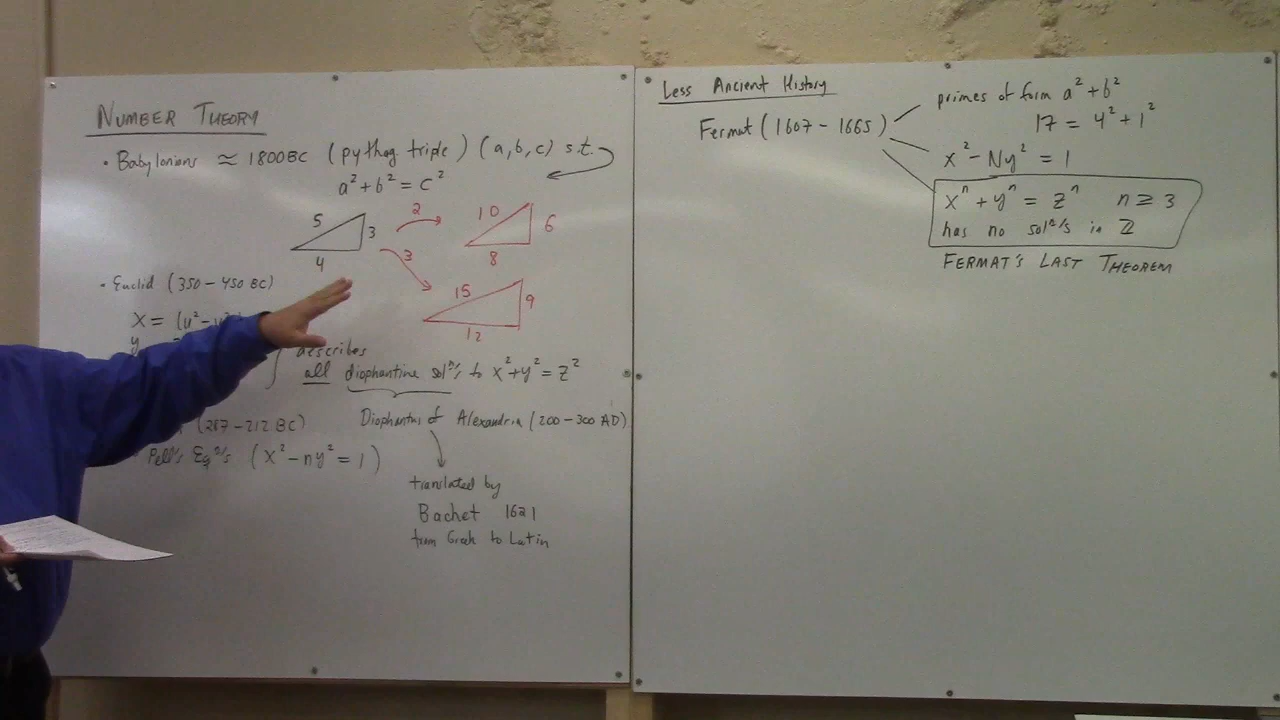 NUMBER THEORY
• Babylonians ≈ 1800BC (pythag triple) (a,b,c) s.t.
a² + b² = c²
5
3
4
2
10
6
8
3
15
9
12
• Euclid (350 – 450 BC)
X = (u² –
y
describes
all diophantine solⁿ's to x² + y² = z²
(287 – 212 BC)
Diophantus of Alexandria (200 – 300 AD)
Pell's Eqⁿ's (x² – ny² = 1)
translated by
Bachet 1621
from Greek to Latin
Less Ancient History
Fermat (1607 – 1665)
primes of form a² + b²
17 = 4² + 1²
x² – Ny² = 1
xⁿ + yⁿ = zⁿ n ≥ 3
has no solⁿ's in ℤ
FERMAT'S LAST THEOREM